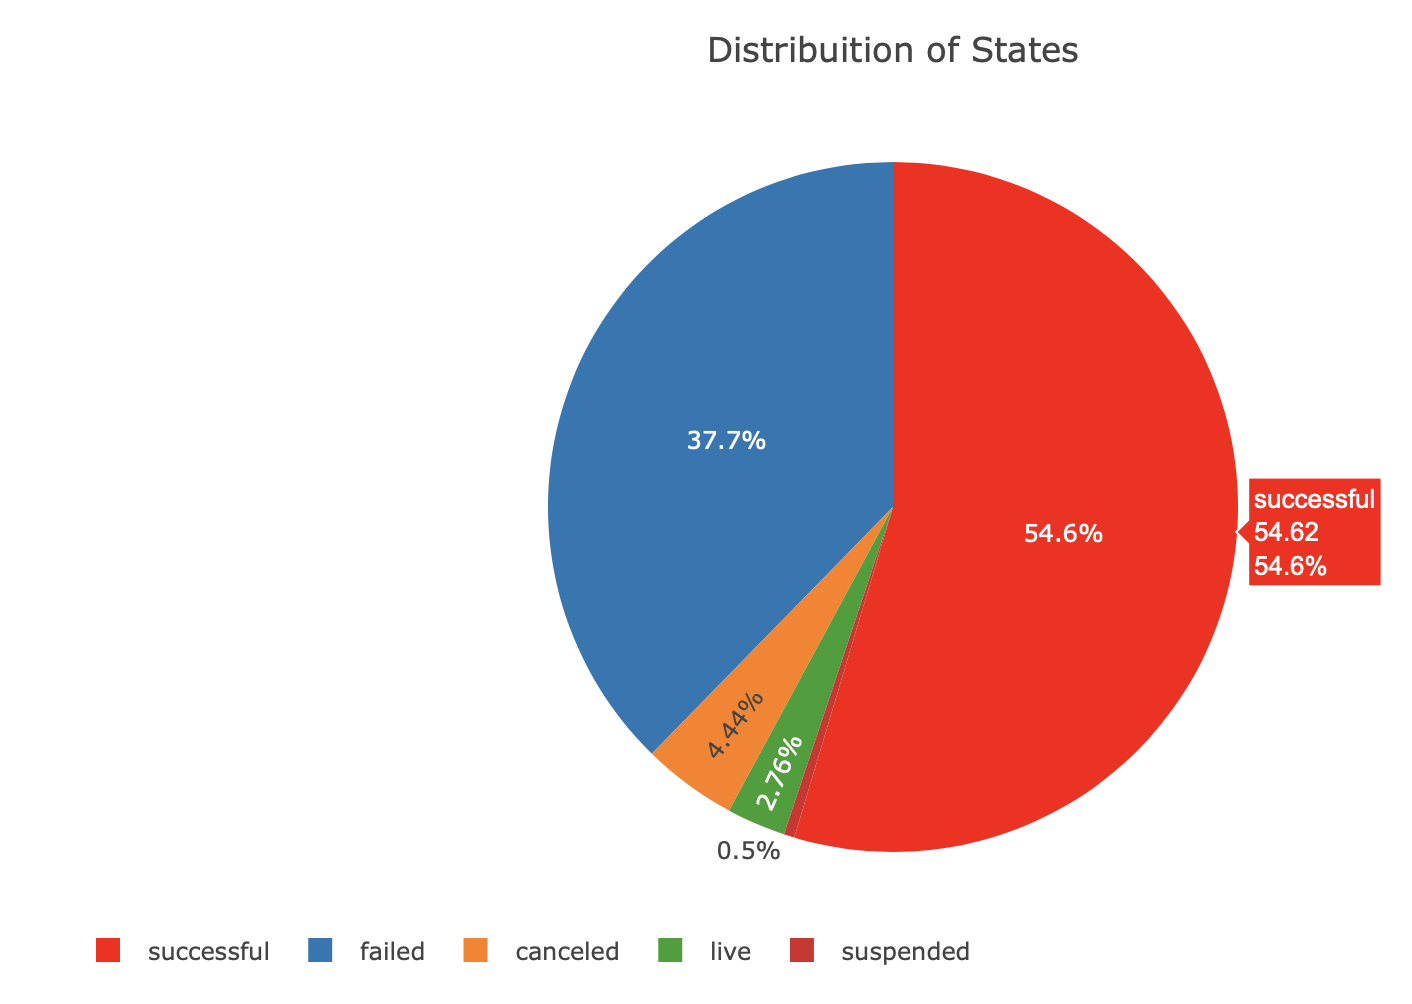 Distribuition of States
37.7%
54.6%
successful
54.62
54.6%
4.44%
2.76%
0.5%
successful failed canceled live suspended